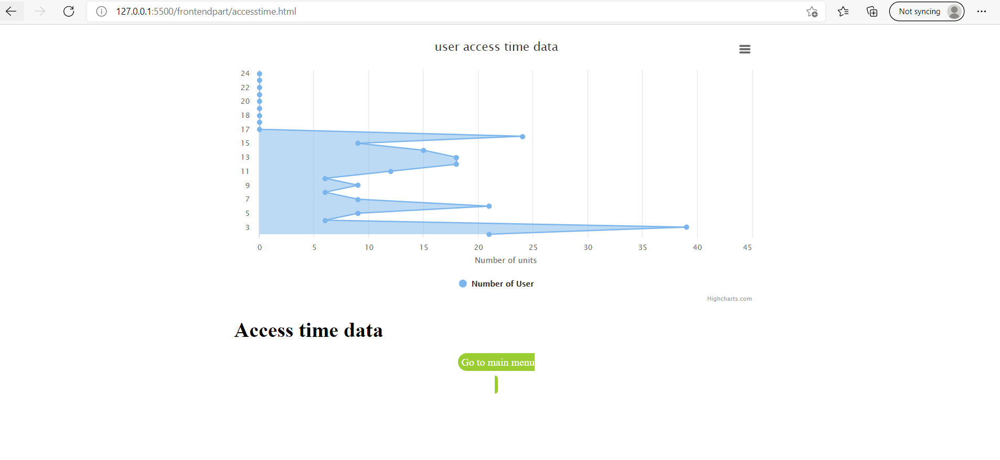 127.0.0.1:5500/frontendpart/accesstime.html
Not syncing
user access time data
24
22
20
18
17
15
13
11
9
7
5
3
0 5 10 15 20 25 30 35 40 45
Number of units
Number of User
Highcharts.com
Access time data
Go to main menu